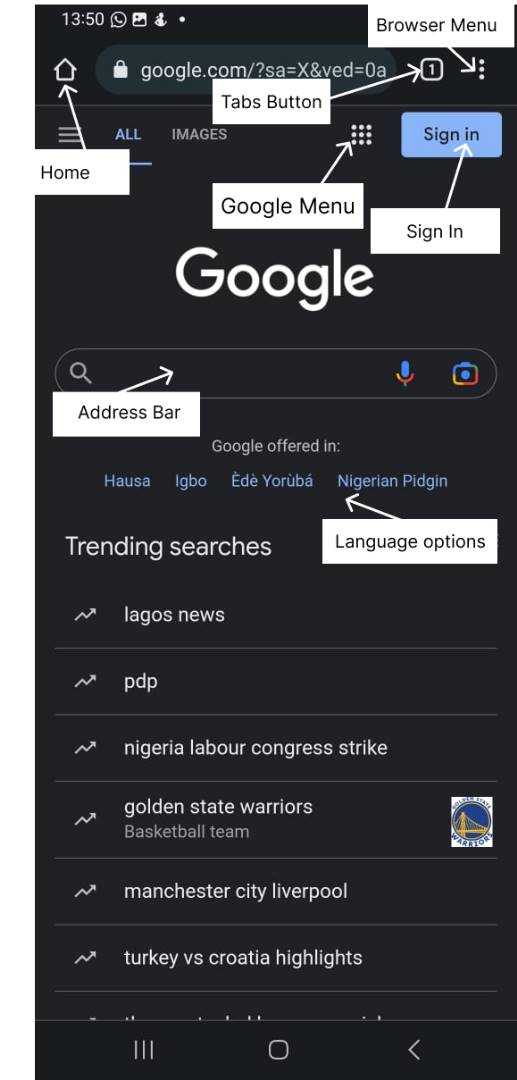 13:50
Browser Menu
google.com/?sa=X&ved=0a
1
Tabs Button
ALL IMAGES
Sign in
Home
Google Menu
Sign In
Google
Address Bar
Google offered in:
Hausa Igbo Èdè Yorùbá Nigerian Pidgin
Language options
Trending searches
lagos news
pdp
nigeria labour congress strike
golden state warriors
Basketball team
GOLDEN STATE
WARRIORS
manchester city liverpool
turkey vs croatia highlights